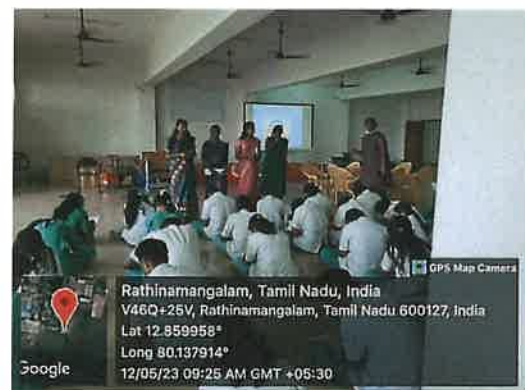 GPS Map Camera
Rathinamangalam, Tamil Nadu, India
V46Q+25V, Rathinamangalam, Tamil Nadu 600127, India
Lat 12.859958°
Long 80.137914°
12/05/23 09:25 AM GMT +05:30
Google